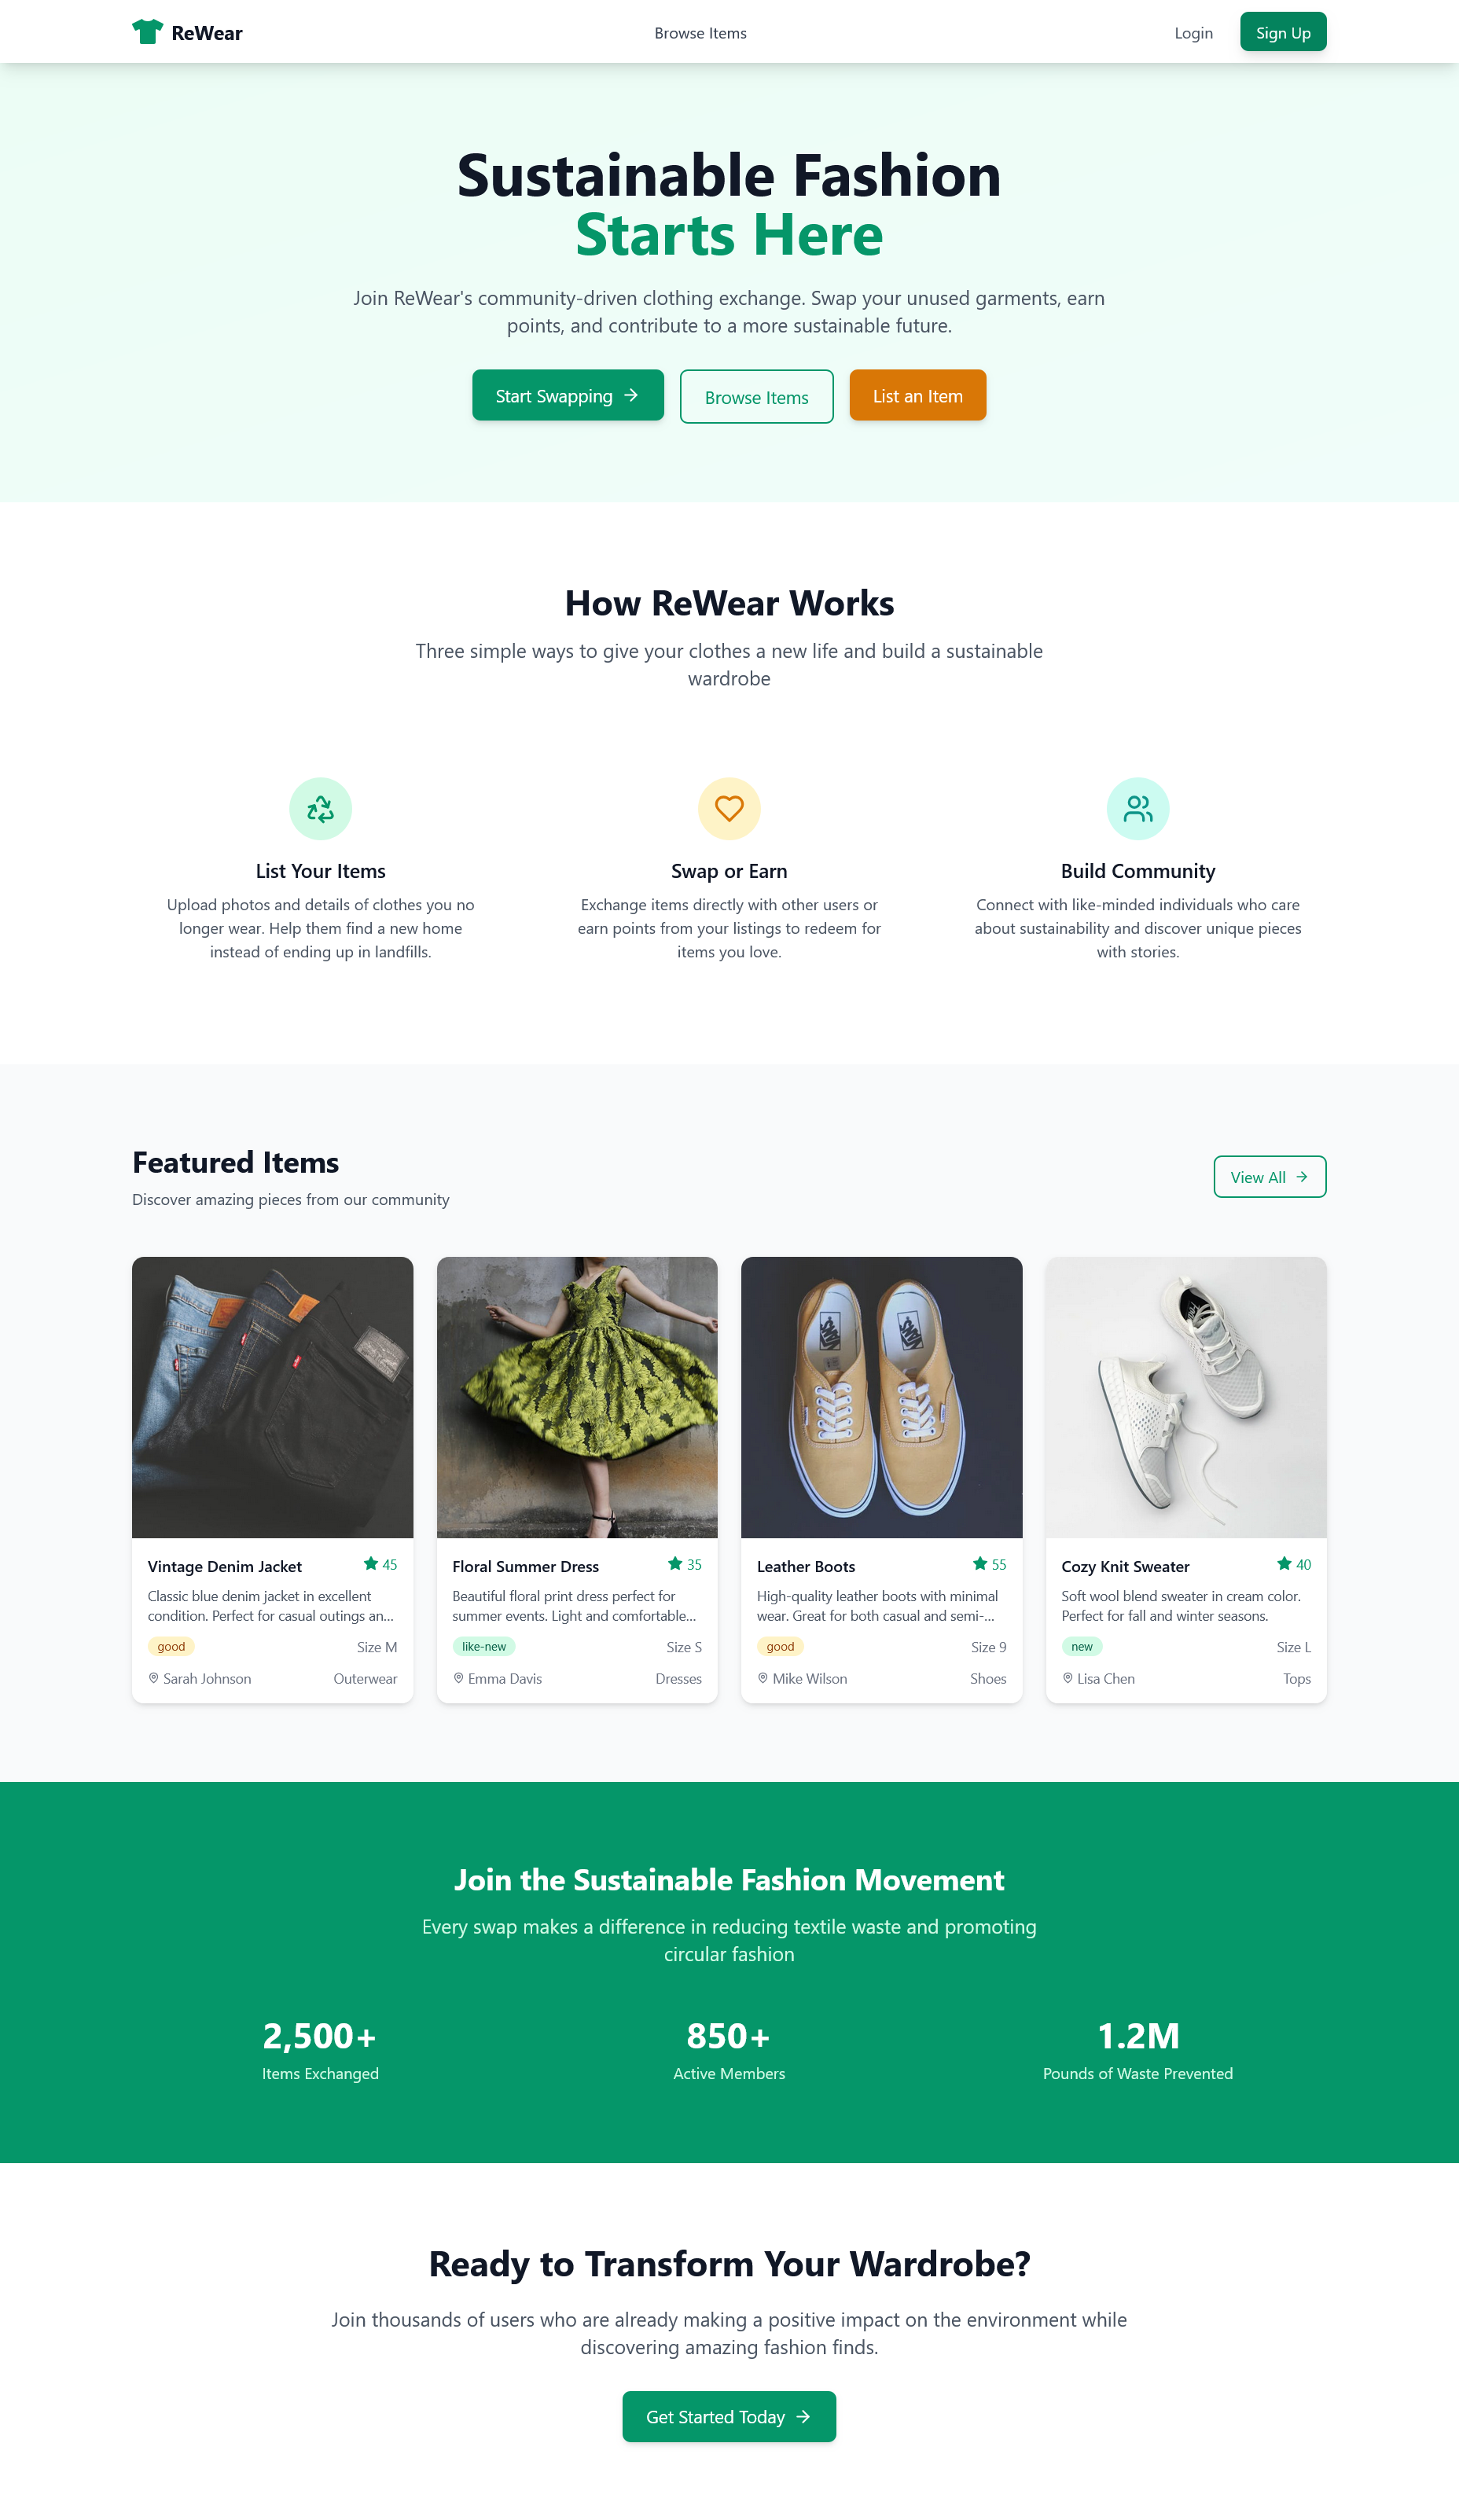 ReWear
Browse Items
Login
Sign Up
Sustainable Fashion
Starts Here
Join ReWear's community-driven clothing exchange. Swap your unused garments, earn
points, and contribute to a more sustainable future.
Start Swapping
Browse Items
List an Item
How ReWear Works
Three simple ways to give your clothes a new life and build a sustainable
wardrobe
List Your Items
Upload photos and details of clothes you no
longer wear. Help them find a new home
instead of ending up in landfills.
Swap or Earn
Exchange items directly with other users or
earn points from your listings to redeem for
items you love.
Build Community
Connect with like-minded individuals who care
about sustainability and discover unique pieces
with stories.
Featured Items
Discover amazing pieces from our community
View All
Vintage Denim Jacket
45
Classic blue denim jacket in excellent
condition. Perfect for casual outings an...
good
Size M
Sarah Johnson
Outerwear
Floral Summer Dress
35
Beautiful floral print dress perfect for
summer events. Light and comfortable...
like-new
Size S
Emma Davis
Dresses
Leather Boots
55
High-quality leather boots with minimal
wear. Great for both casual and semi-...
good
Size 9
Mike Wilson
Shoes
Cozy Knit Sweater
40
Soft wool blend sweater in cream color.
Perfect for fall and winter seasons.
new
Size L
Lisa Chen
Tops
Join the Sustainable Fashion Movement
Every swap makes a difference in reducing textile waste and promoting
circular fashion
2,500+
Items Exchanged
850+
Active Members
1.2M
Pounds of Waste Prevented
Ready to Transform Your Wardrobe?
Join thousands of users who are already making a positive impact on the environment while
discovering amazing fashion finds.
Get Started Today